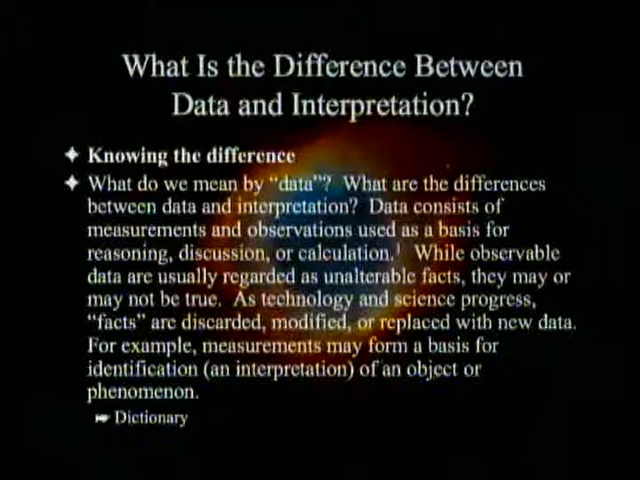 What Is the Difference Between
Data and Interpretation?
Knowing the difference
What do we mean by “data”? What are the differences
between data and interpretation? Data consists of
measurements and observations used as a basis for
reasoning, discussion, or calculation.¹ While observable
data are usually regarded as unalterable facts, they may or
may not be true. As technology and science progress,
“facts” are discarded, modified, or replaced with new data.
For example, measurements may form a basis for
identification (an interpretation) of an object or
phenomenon.
Dictionary